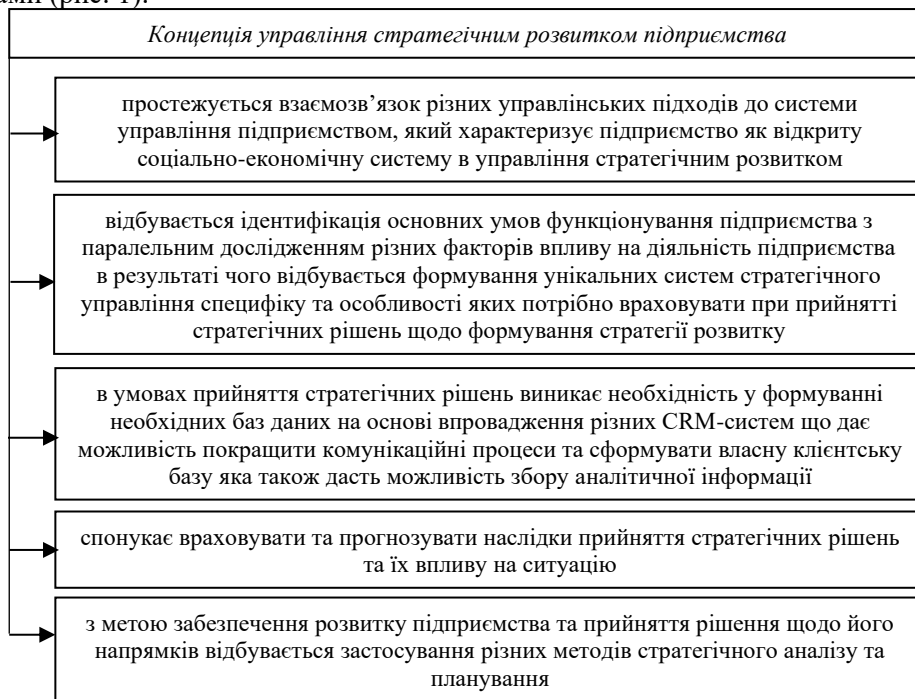 (рис. 1).
Концепція управління стратегічним розвитком підприємства
простежується взаємозв’язок різних управлінських підходів до системи
управління підприємством, який характеризує підприємство як відкриту
соціально-економічну систему в управління стратегічним розвитком
відбувається ідентифікація основних умов функціонування підприємства з
паралельним дослідженням різних факторів впливу на діяльність підприємства
в результаті чого відбувається формування унікальних систем стратегічного
управління специфіку та особливості яких потрібно враховувати при прийнятті
стратегічних рішень щодо формування стратегії розвитку
в умовах прийняття стратегічних рішень виникає необхідність у формуванні
необхідних баз даних на основі впровадження різних CRM-систем що дає
можливість покращити комунікаційні процеси та сформувати власну клієнтську
базу яка також дасть можливість збору аналітичної інформації
спонукає враховувати та прогнозувати наслідки прийняття стратегічних рішень
та їх впливу на ситуацію
з метою забезпечення розвитку підприємства та прийняття рішення щодо його
напрямків відбувається застосування різних методів стратегічного аналізу та
планування